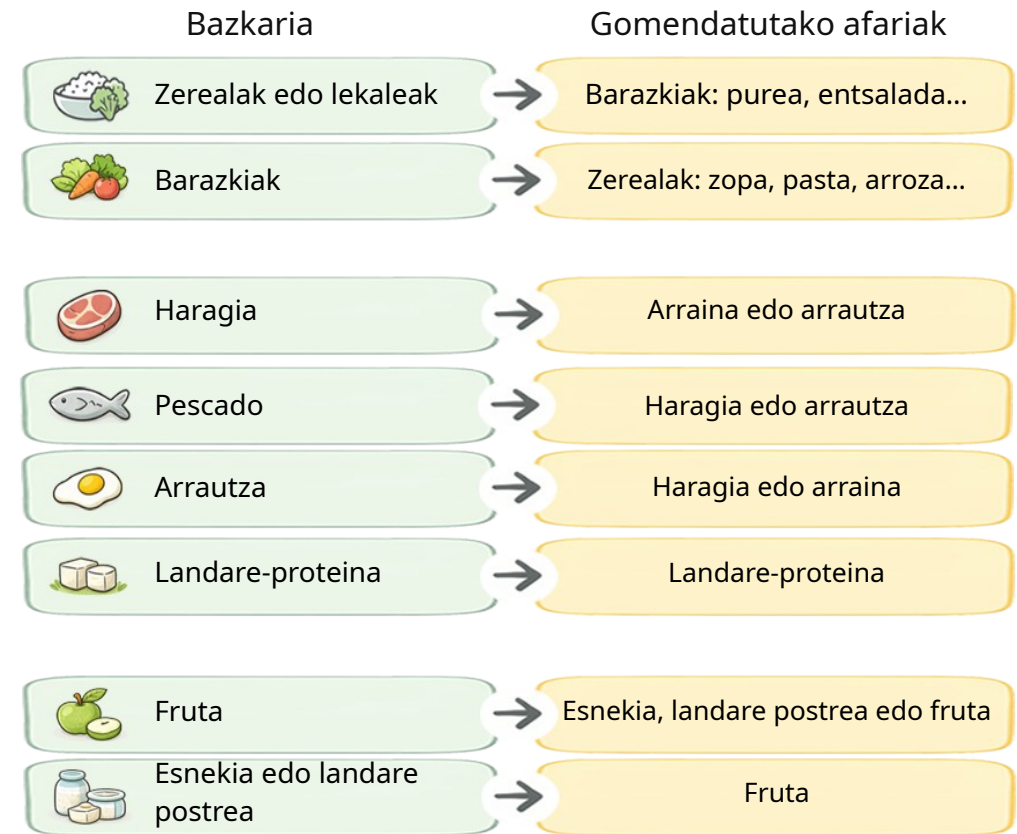 Bazkaria
Gomendatutako afariak
Zerealak edo lekaleak
Barazkiak: purea, entsalada...
Barazkiak
Zerealak: zopa, pasta, arroza...
Haragia
Arraina edo arrautza
Pescado
Haragia edo arrautza
Arrautza
Haragia edo arraina
Landare-proteina
Landare-proteina
Fruta
Esnekia, landare postrea edo fruta
Esnekia edo landare
postrea
Fruta